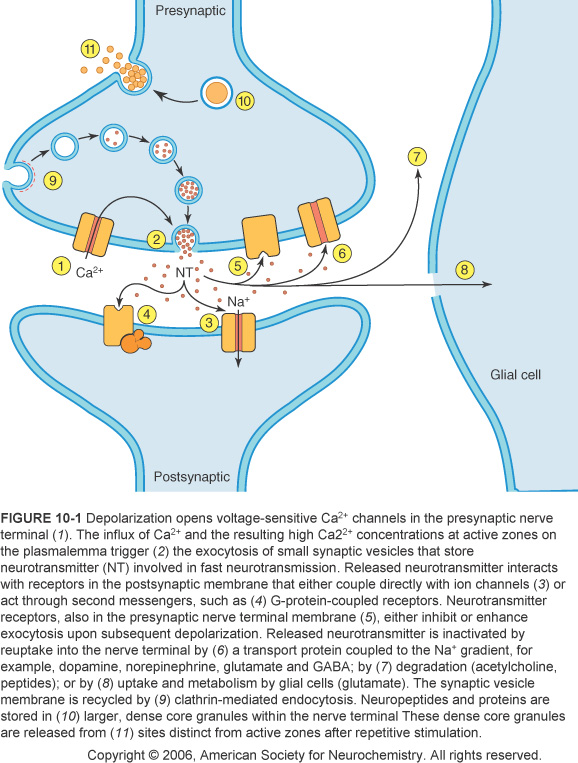 Presynaptic
11
10
7
9
2
6
1
Ca2+
5
8
NT
Na+
4
3
Glial cell
Postsynaptic
FIGURE 10-1 Depolarization opens voltage-sensitive Ca2+ channels in the presynaptic nerve
terminal (1). The influx of Ca2+ and the resulting high Ca22+ concentrations at active zones on
the plasmalemma trigger (2) the exocytosis of small synaptic vesicles that store
neurotransmitter (NT) involved in fast neurotransmission. Released neurotransmitter interacts
with receptors in the postsynaptic membrane that either couple directly with ion channels (3) or
act through second messengers, such as (4) G-protein-coupled receptors. Neurotransmitter
receptors, also in the presynaptic nerve terminal membrane (5), either inhibit or enhance
exocytosis upon subsequent depolarization. Released neurotransmitter is inactivated by
reuptake into the nerve terminal by (6) a transport protein coupled to the Na+ gradient, for
example, dopamine, norepinephrine, glutamate and GABA; by (7) degradation (acetylcholine,
peptides); or by (8) uptake and metabolism by glial cells (glutamate). The synaptic vesicle
membrane is recycled by (9) clathrin-mediated endocytosis. Neuropeptides and proteins are
stored in (10) larger, dense core granules within the nerve terminal These dense core granules
are released from (11) sites distinct from active zones after repetitive stimulation.
Copyright © 2006, American Society for Neurochemistry. All rights reserved.